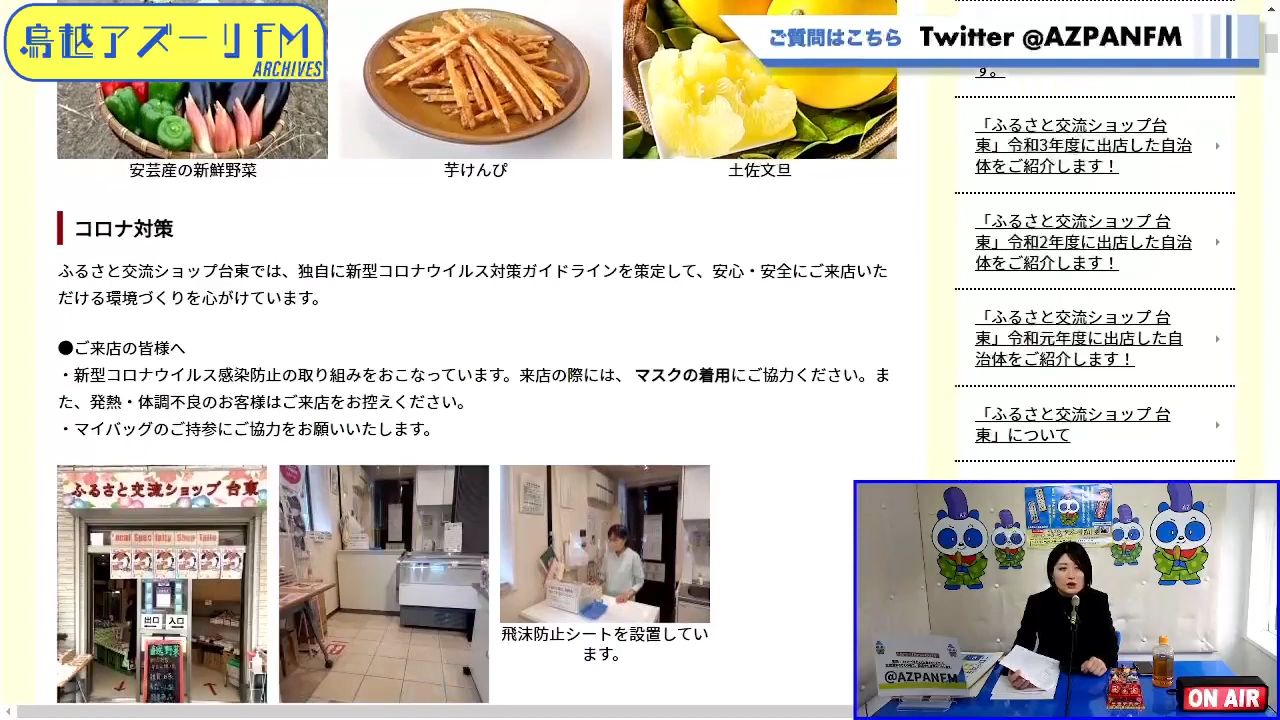 鳥越アズーリFM
ARCHIVES
ご質問はこちら Twitter @AZPANFM
安芸産の新鮮野菜
芋けんぴ
土佐文旦
コロナ対策
ふるさと交流ショップ台東では、独自に新型コロナウイルス対策ガイドラインを策定して、安心・安全にご来店いた
だける環境づくりを心がけています。
●ご来店の皆様へ
・新型コロナウイルス感染防止の取り組みをおこなっています。来店の際には、 マスクの着用にご協力ください。ま
た、発熱・体調不良のお客様はご来店をお控えください。
・マイバッグのご持参にご協力をお願いいたします。
ふるさと交流ショップ 台東
Local Specialty Shop Taito
出口 入口
飛沫防止シートを設置してい
ます。
す。
「ふるさと交流ショップ台
東」令和3年度に出店した自治
体をご紹介します！
「ふるさと交流ショップ 台
東」令和2年度に出店した自治
体をご紹介します！
「ふるさと交流ショップ 台
東」令和元年度に出店した自
治体をご紹介します！
「ふるさと交流ショップ 台
東」について
@AZPANFM
ON AIR